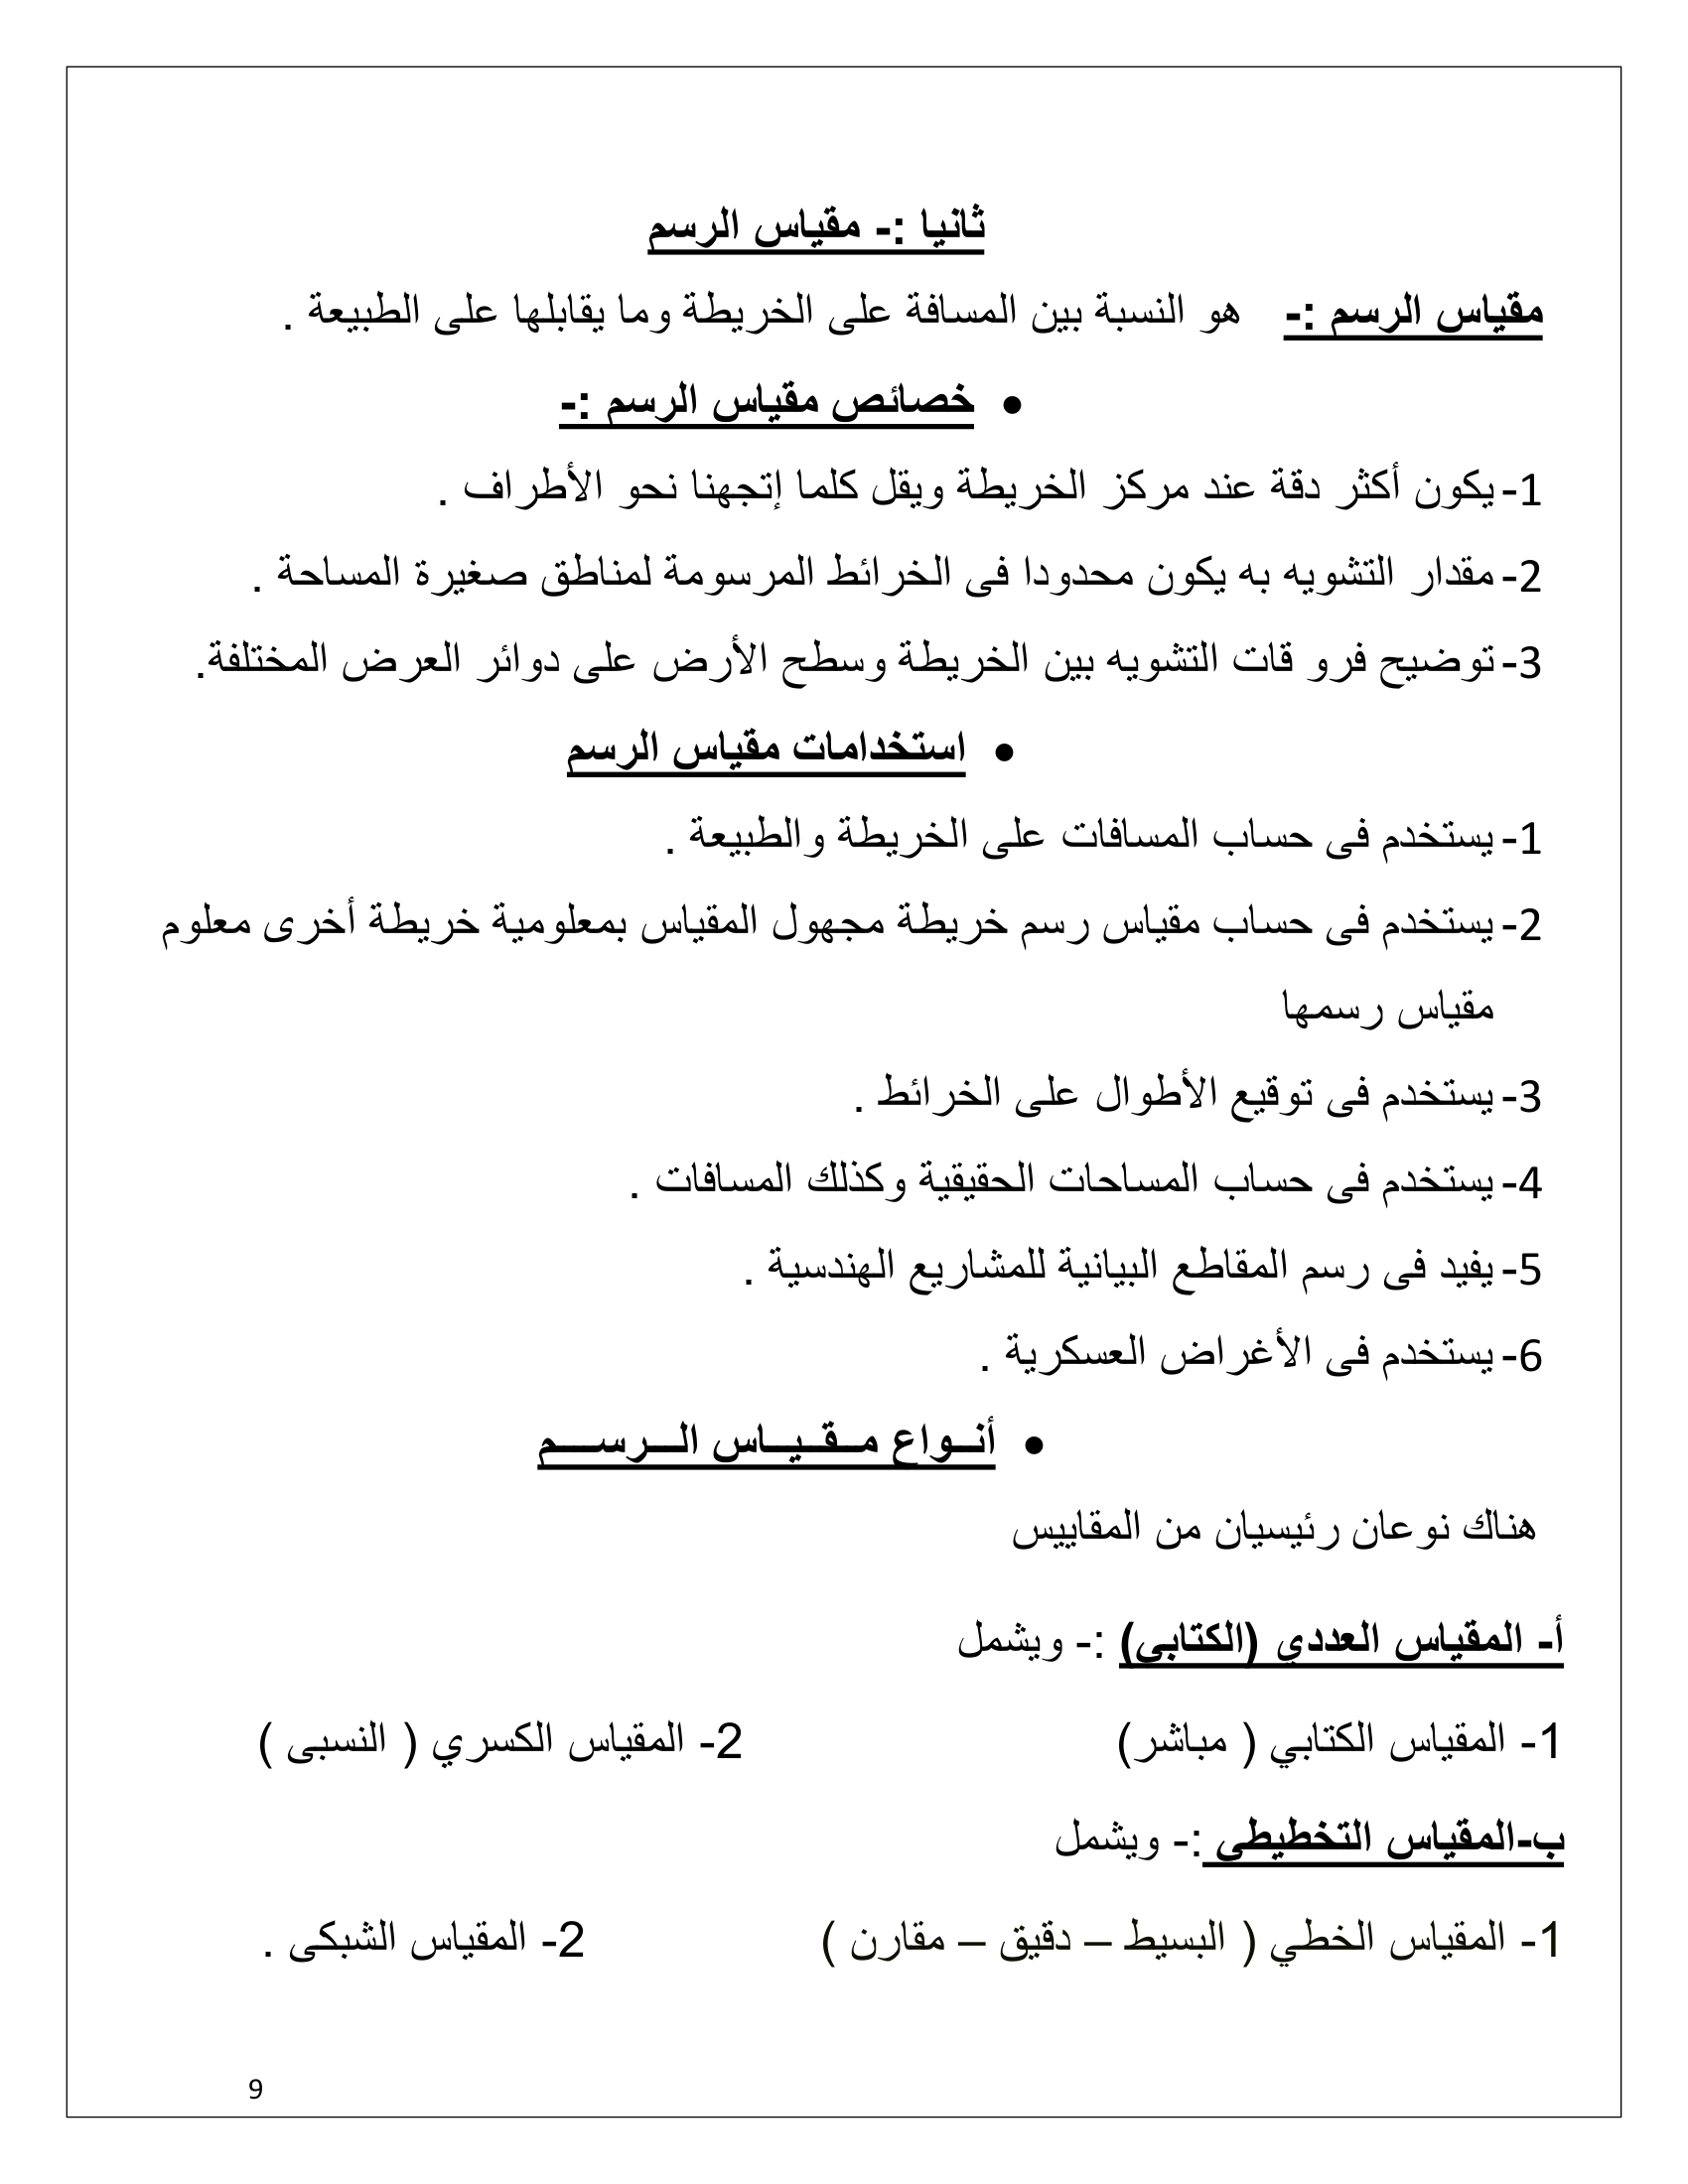 ثانيا :- مقياس الرسم
مقياس الرسم :- هو النسبة بين المسافة على الخريطة وما يقابلها على الطبيعة .
• خصائص مقياس الرسم :-
1- يكون أكثر دقة عند مركز الخريطة ويقل كلما إتجهنا نحو الأطراف .
2- مقدار التشويه به يكون محدودا فى الخرائط المرسومة لمناطق صغيرة المساحة .
3- توضيح فرو قات التشويه بين الخريطة وسطح الأرض على دوائر العرض المختلفة.
• استخدامات مقياس الرسم
1- يستخدم فى حساب المسافات على الخريطة والطبيعة .
2- يستخدم فى حساب مقياس رسم خريطة مجهول المقياس بمعلومية خريطة أخرى معلوم
مقياس رسمها
3- يستخدم فى توقيع الأطوال على الخرائط .
4- يستخدم فى حساب المساحات الحقيقية وكذلك المسافات .
5- يفيد فى رسم المقاطع البيانية للمشاريع الهندسية .
6- يستخدم فى الأغراض العسكرية .
• أنــواع مــقــيــاس الـــرســــم
هناك نوعان رئيسيان من المقاييس
أ- المقياس العددي (الكتابي) :- ويشمل
1- المقياس الكتابي ( مباشر) 2- المقياس الكسري ( النسبى )
ب-المقياس التخطيطي :- ويشمل
1- المقياس الخطي ( البسيط – دقيق – مقارن ) 2- المقياس الشبكى .
9